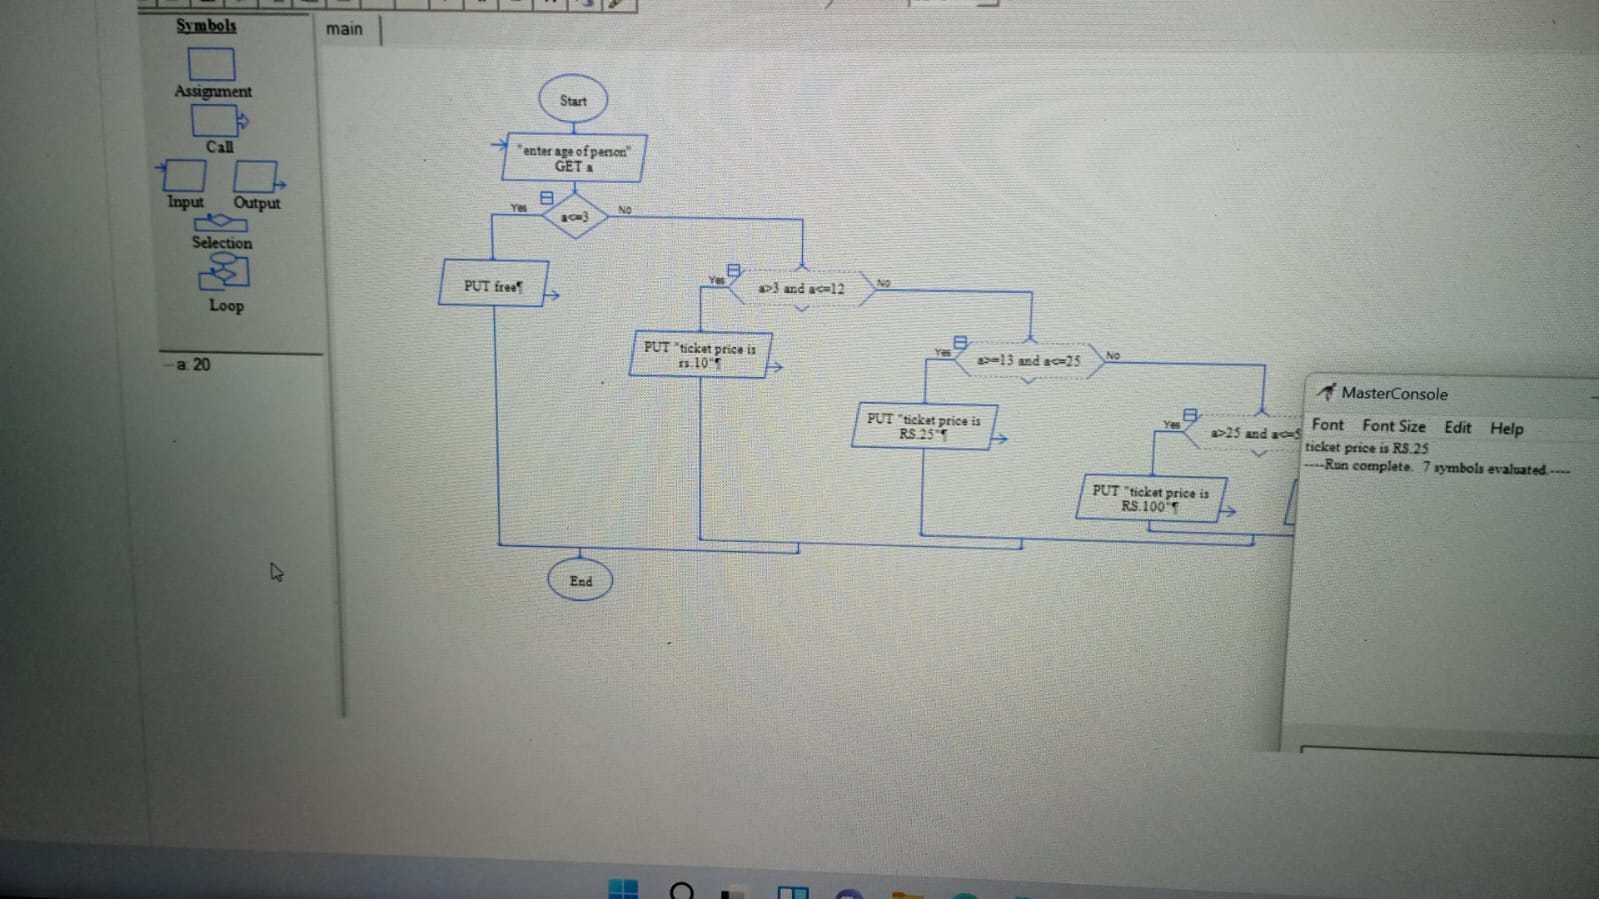 Symbols
main
Assignment
Call
Input
Output
Selection
Loop
a: 20
Start
"enter age of person"
GET a
Yes
a<=3
No
PUT free¶
Yes
a>3 and a<=12
No
PUT "ticket price is
rs.10"¶
Yes
a>=13 and a<=25
No
PUT "ticket price is
RS.25"¶
Yes
a>25 and a<=5
PUT "ticket price is
RS.100"¶
End
MasterConsole
Font Font Size Edit Help
ticket price is RS.25
----Run complete. 7 symbols evaluated.----